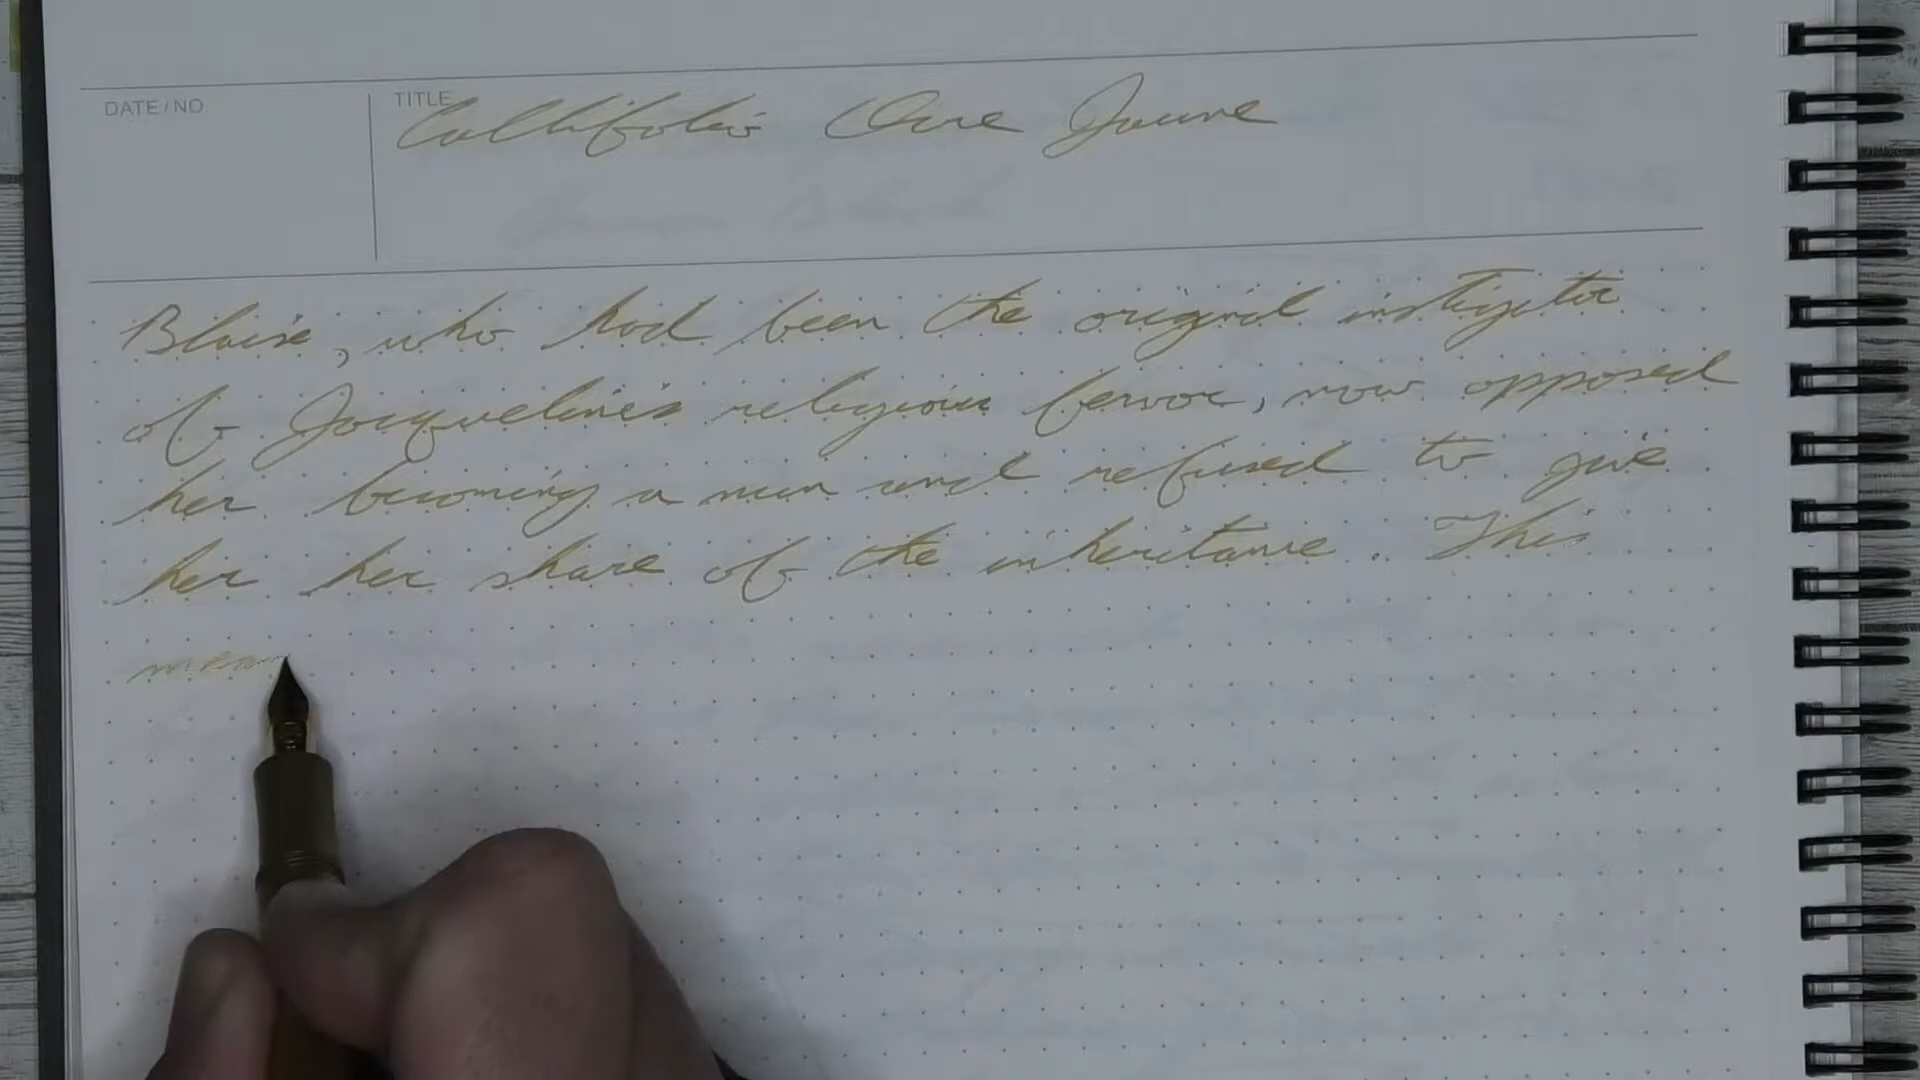 DATE/NO.
TITLE
Callifolio Ocre Jaune
Blaise, who had been the original instigator
of Jacqueline's religious fervor, now opposed
her becoming a nun and refused to give
her her share of the inheritance. This
mean